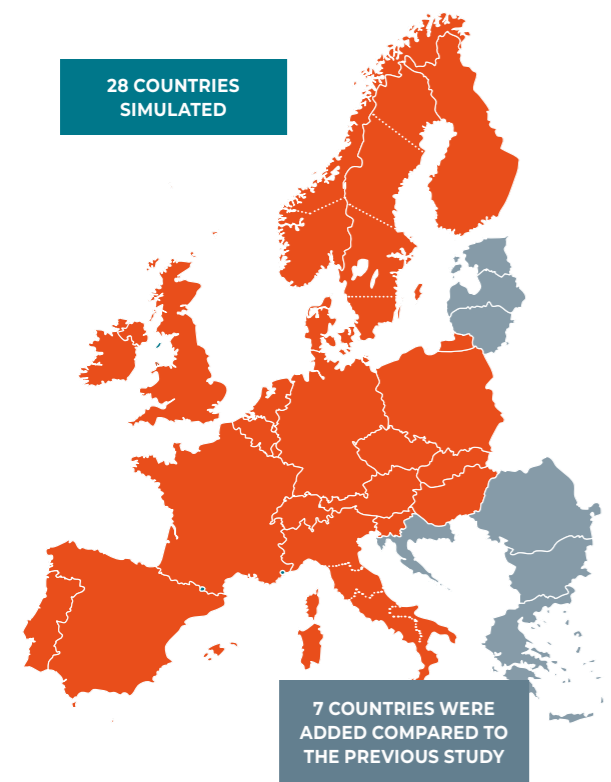 28 COUNTRIES
SIMULATED
7 COUNTRIES WERE
ADDED COMPARED TO
THE PREVIOUS STUDY